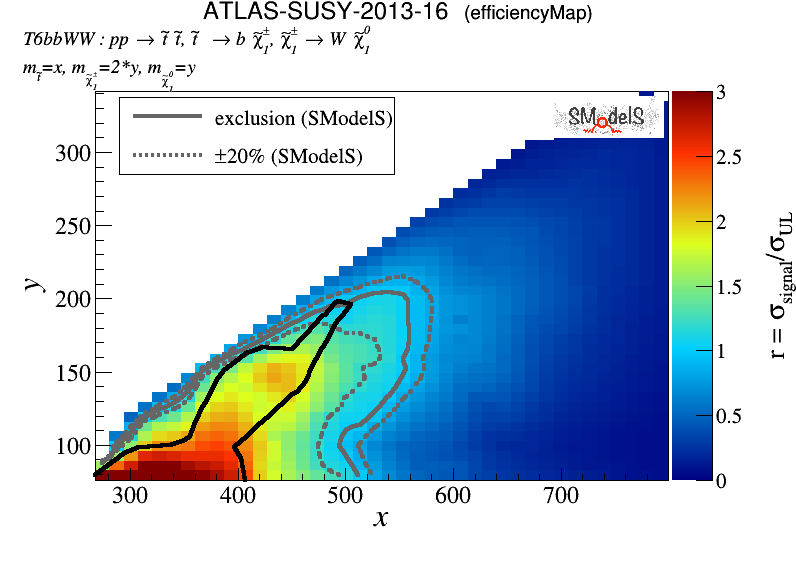 ATLAS-SUSY-2013-16 (efficiencyMap)
T6bbWW : pp → t̃ t̃, t̃ → b χ̃₁±, χ̃₁± → W χ̃₁⁰
m_t̃=x, m_χ̃₁±=2*y, m_χ̃₁⁰=y
exclusion (SModelS)
±20% (SModelS)
SModelS
300
250
200
150
100
y
300 400 500 600 700
x
3
2.5
2
1.5
1
0.5
0
r = σ_signal/σ_UL